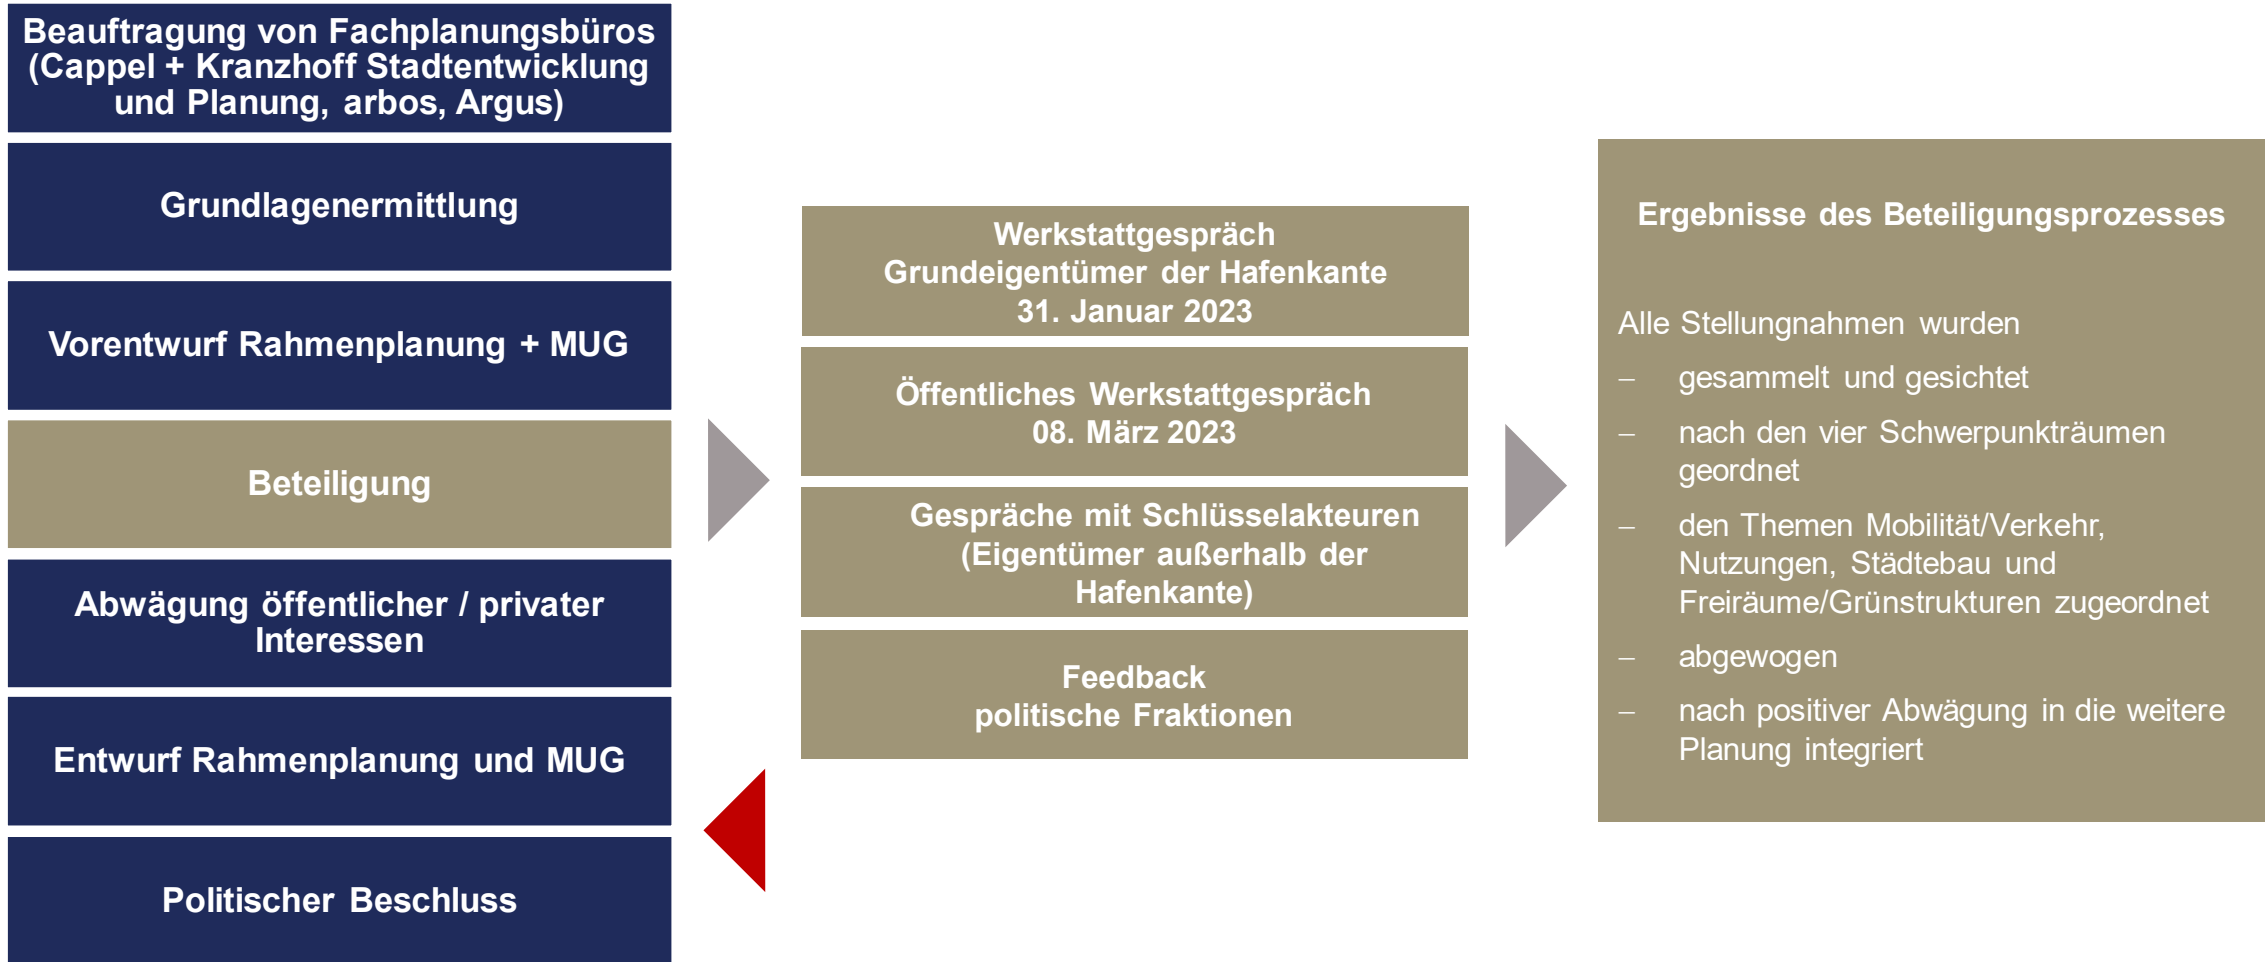 Beauftragung von Fachplanungsbüros
(Cappel + Kranzhoff Stadtentwicklung
und Planung, arbos, Argus)
Grundlagenermittlung
Vorentwurf Rahmenplanung + MUG
Beteiligung
Abwägung öffentlicher / privater
Interessen
Entwurf Rahmenplanung und MUG
Politischer Beschluss
Werkstattgespräch
Grundeigentümer der Hafenkante
31. Januar 2023
Öffentliches Werkstattgespräch
08. März 2023
Gespräche mit Schlüsselakteuren
(Eigentümer außerhalb der
Hafenkante)
Feedback
politische Fraktionen
Ergebnisse des Beteiligungsprozesses
Alle Stellungnahmen wurden
– gesammelt und gesichtet
– nach den vier Schwerpunkträumen
geordnet
– den Themen Mobilität/Verkehr,
Nutzungen, Städtebau und
Freiräume/Grünstrukturen zugeordnet
– abgewogen
– nach positiver Abwägung in die weitere
Planung integriert